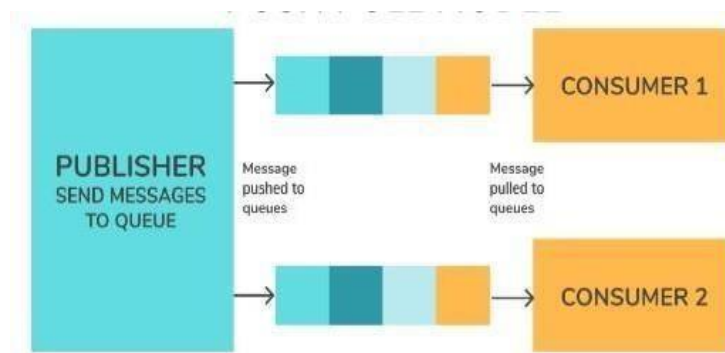 PUBLISHER
SEND MESSAGES
TO QUEUE
Message
pushed to
queues
Message
pulled to
queues
CONSUMER 1
CONSUMER 2